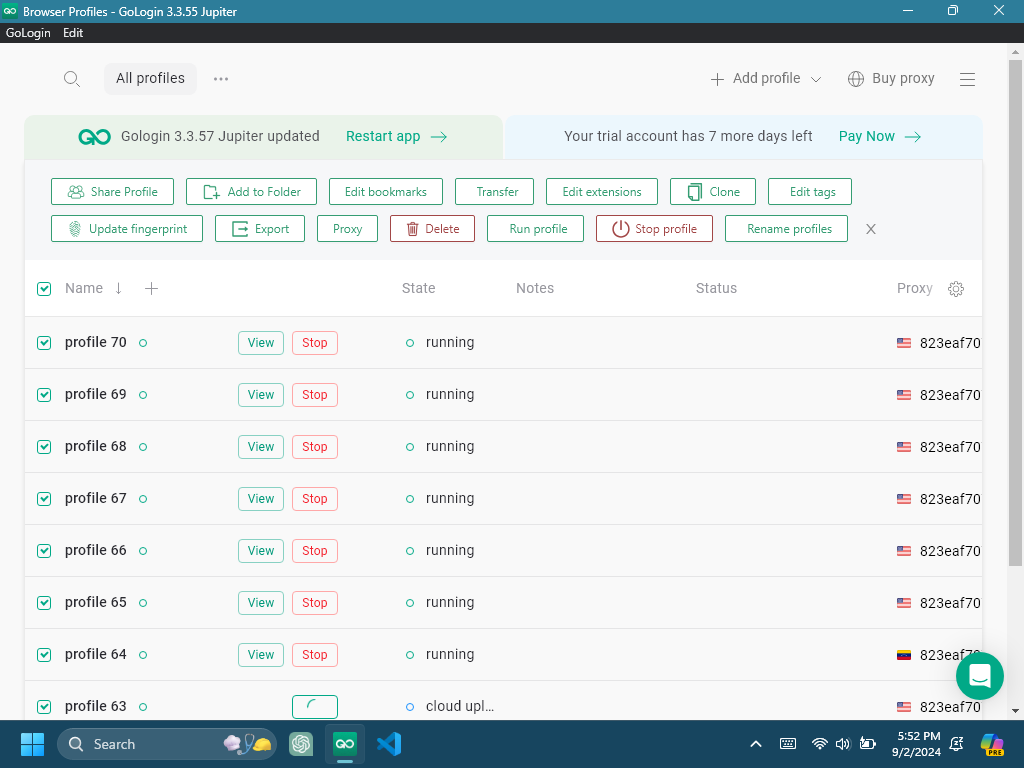 Browser Profiles - GoLogin 3.3.55 Jupiter
GoLogin Edit
All profiles ··· Add profile Buy proxy
Gologin 3.3.57 Jupiter updated Restart app
Your trial account has 7 more days left Pay Now
Share Profile Add to Folder Edit bookmarks Transfer Edit extensions Clone Edit tags
Update fingerprint Export Proxy Delete Run profile Stop profile Rename profiles
Name State Notes Status Proxy
profile 70 View Stop running 823eaf70
profile 69 View Stop running 823eaf70
profile 68 View Stop running 823eaf70
profile 67 View Stop running 823eaf70
profile 66 View Stop running 823eaf70
profile 65 View Stop running 823eaf70
profile 64 View Stop running 823eaf70
profile 63 cloud upl... 823eaf70
Search
GO
5:52 PM
9/2/2024
PRE